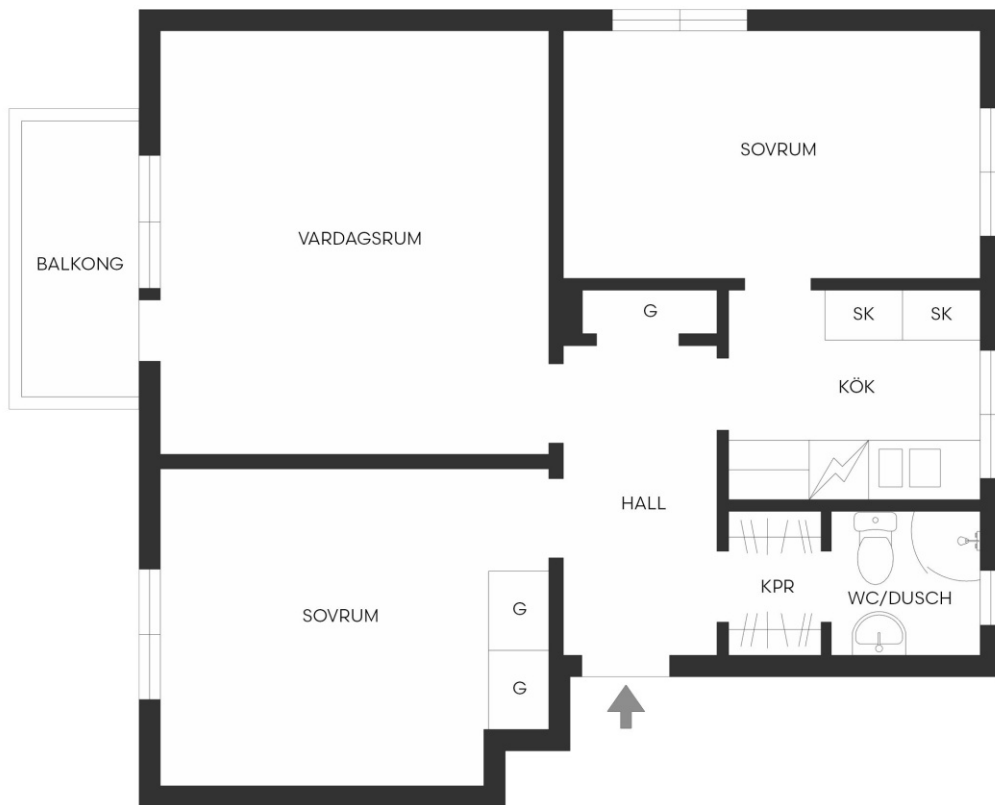 SOVRUM
VARDAGSRUM
BALKONG
G
SK SK
KÖK
HALL
KPR
WC/DUSCH
SOVRUM
G
G